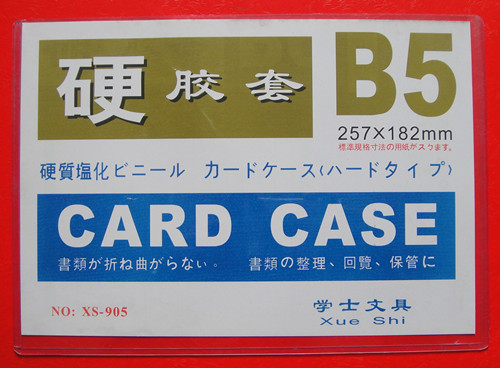 硬胶套 B5
257×182mm
標準規格寸法の用紙がスっます。
硬質塩化ビニール カードケース(ハードタイプ)
CARD CASE
書類が折ね曲がらない。 書類の整理、回覧、保管に
NO: XS-905
学士文具
Xue Shi